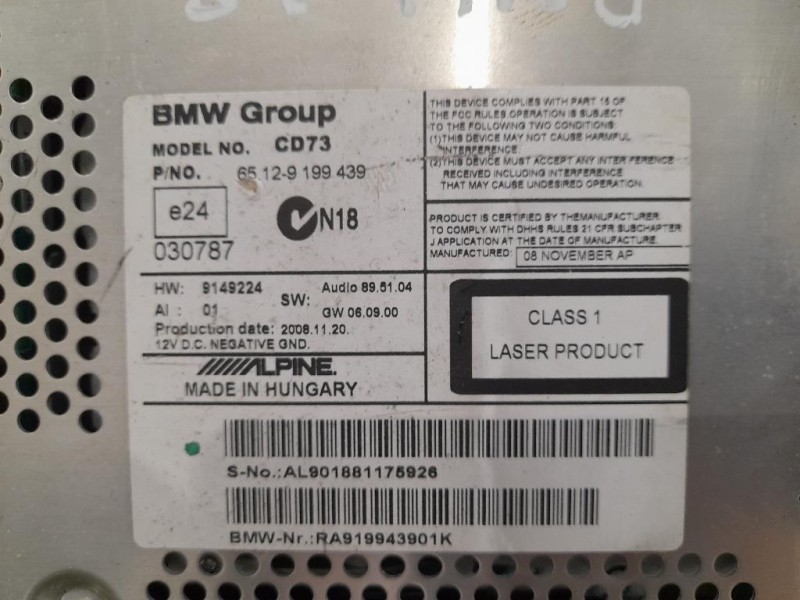 BMW Group
MODEL NO. CD73
P/NO. 65.12-9 199 439
e24
N18
030787
THIS DEVICE COMPLIES WITH PART 15 OF
THE FCC RULES OPERATION IS SUBJECT
TO THE FOLLOWING TWO CONDITIONS:
(1)THIS DEVICE MAY NOT CAUSE HARMFUL
INTERFERENCE.
(2)THIS DEVICE MUST ACCEPT ANY INTERFERENCE
RECEIVED INCLUDING INTERFERENCE
THAT MAY CAUSE UNDESIRED OPERATION.
PRODUCT IS CERTIFIED BY THEMANUFACTURER
TO COMPLY WITH DHHS RULES 21 CFR SUBCHAPTER
J APPLICATION AT THE DATE OF MANUFACTURE.
MANUFACTURED: 08 NOVEMBER AP
HW: 9149224
AI : 01
SW: Audio 89.51.04
GW 06.09.00
Production date: 2008.11.20.
12V D.C. NEGATIVE GND.
ALPINE.
MADE IN HUNGARY
CLASS 1
LASER PRODUCT
S-No.:AL901881175926
BMW-Nr.:RA919943901K